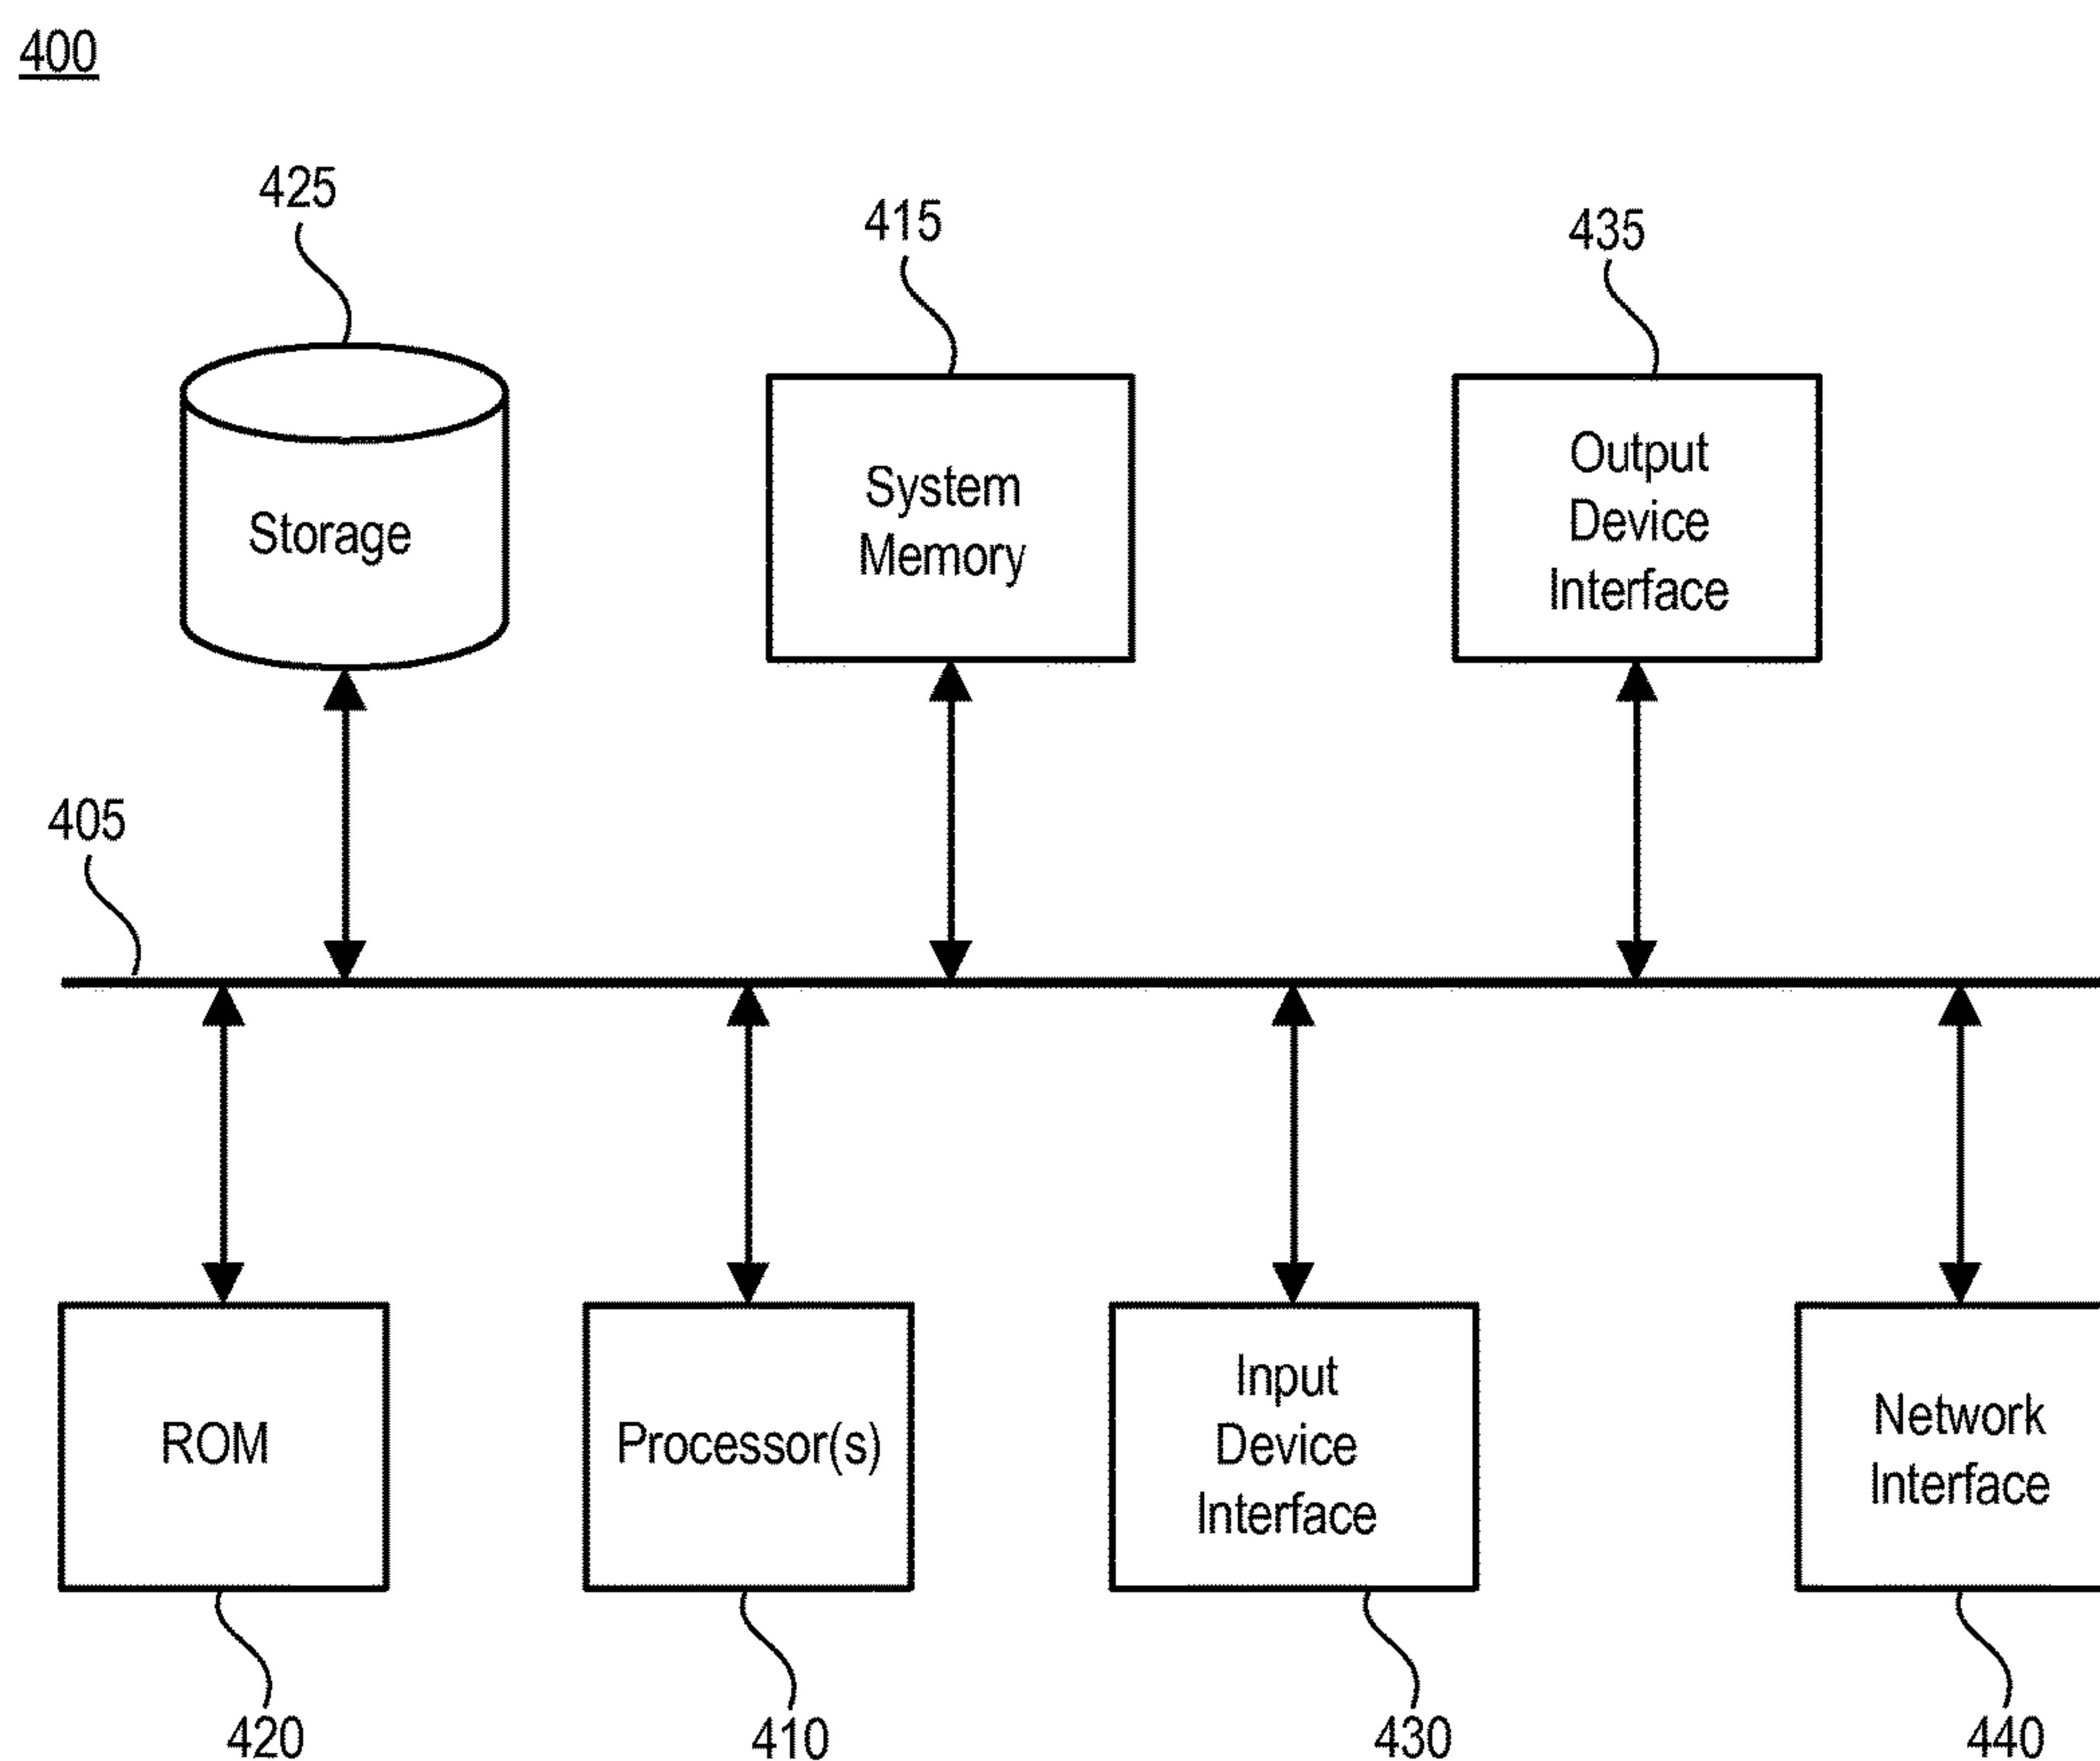 400
425
415
435
Storage
System
Memory
Output
Device
Interface
405
ROM
Processor(s)
Input
Device
Interface
Network
Interface
420
410
430
440